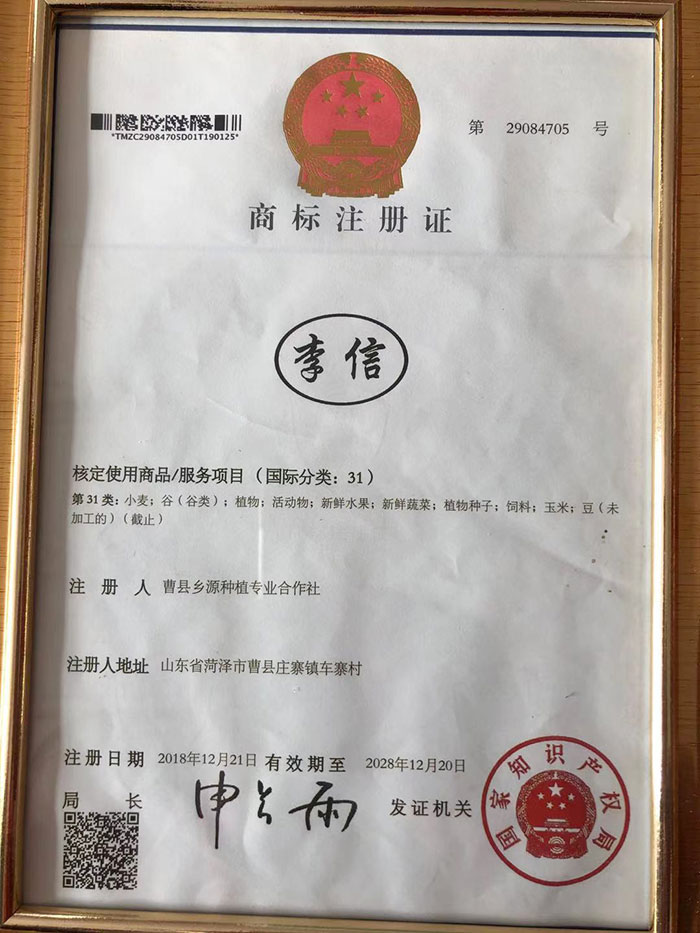 *TMZC29084705D01T190125*
第 29084705 号
商标注册证
李信
核定使用商品/服务项目（国际分类：31）
第31类：小麦；谷（谷类）；植物；活动物；新鲜水果；新鲜蔬菜；植物种子；饲料；玉米；豆（未
加工的）（截止）
注 册 人 曹县乡源种植专业合作社
注册人地址 山东省菏泽市曹县庄寨镇车寨村
注册日期 2018年12月21日 有效期至 2028年12月20日
局 长 申长雨 发证机关
国家知识产权局